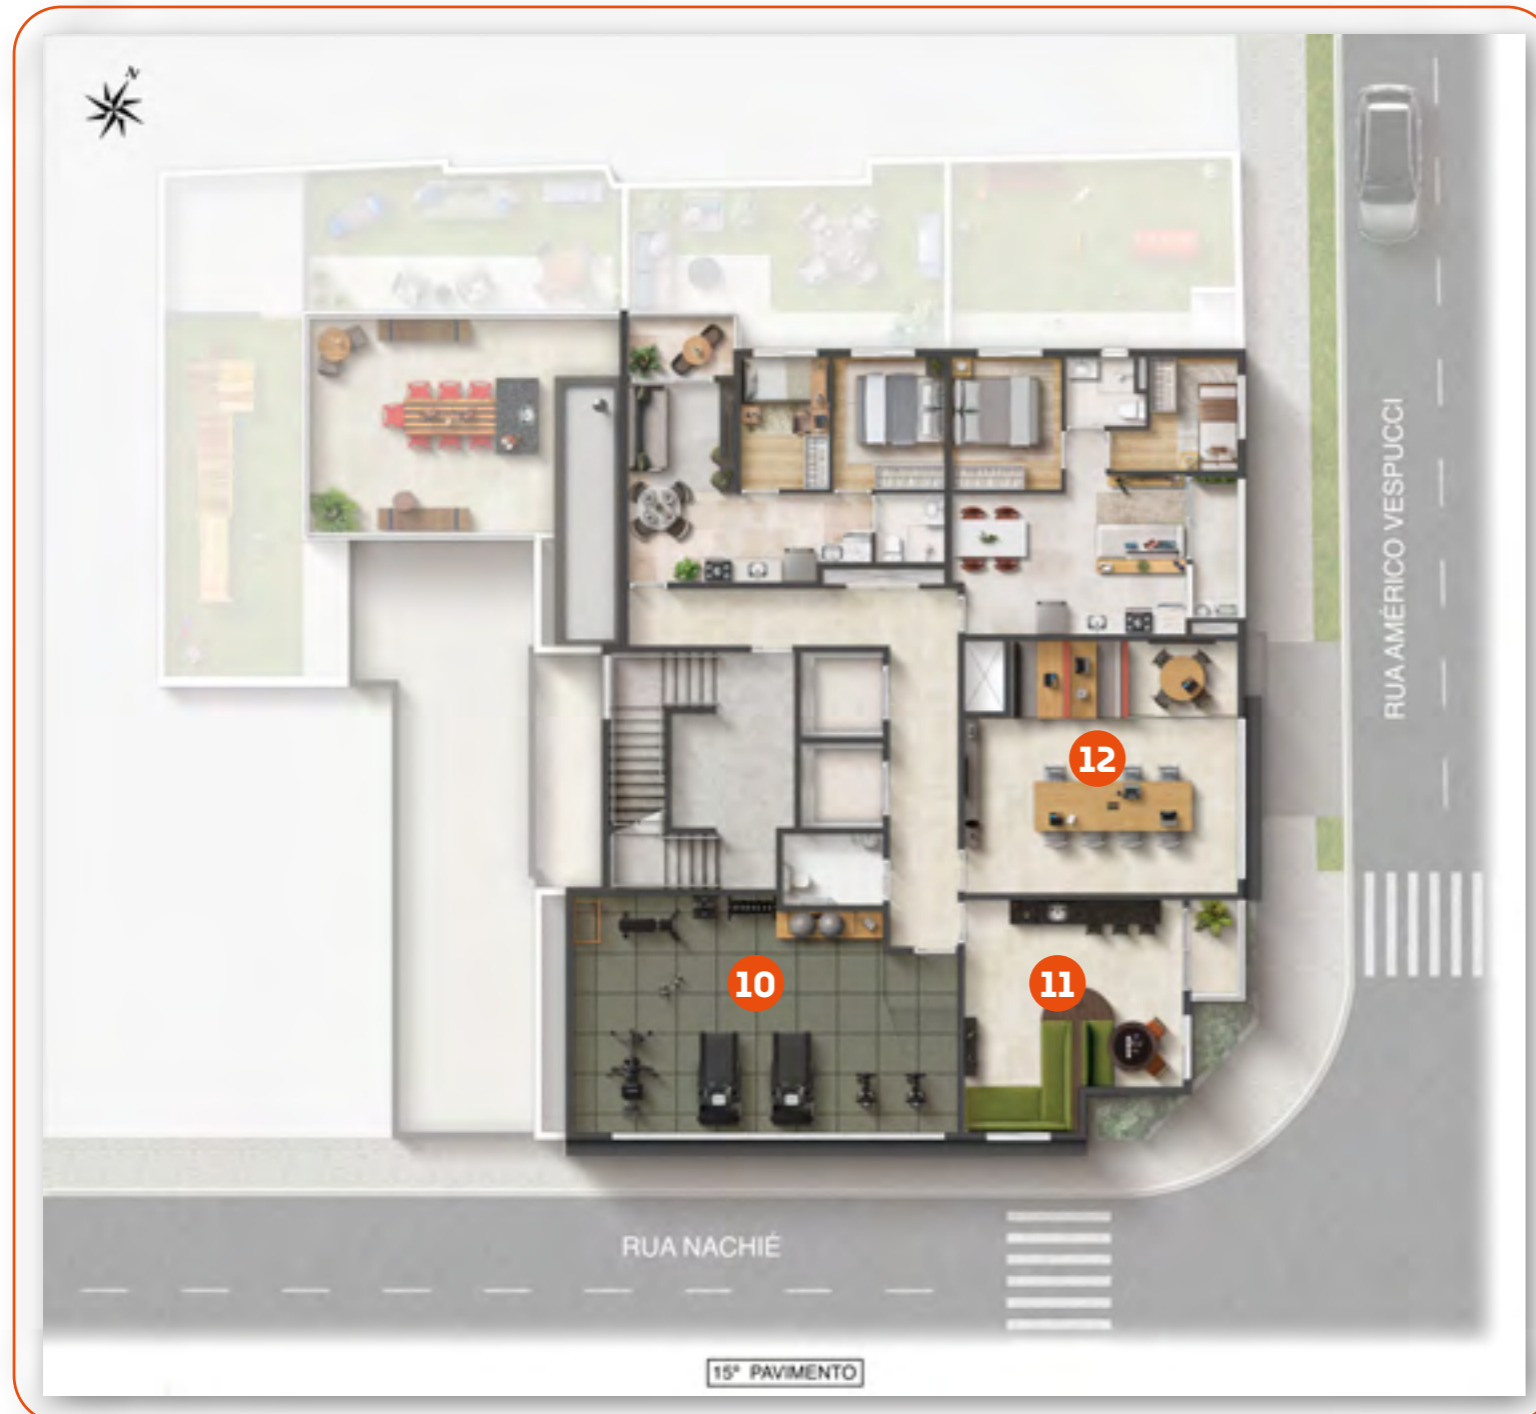 N
RUA AMÉRICO VESPUCCI
12
10
11
RUA NACHIÉ
15º PAVIMENTO